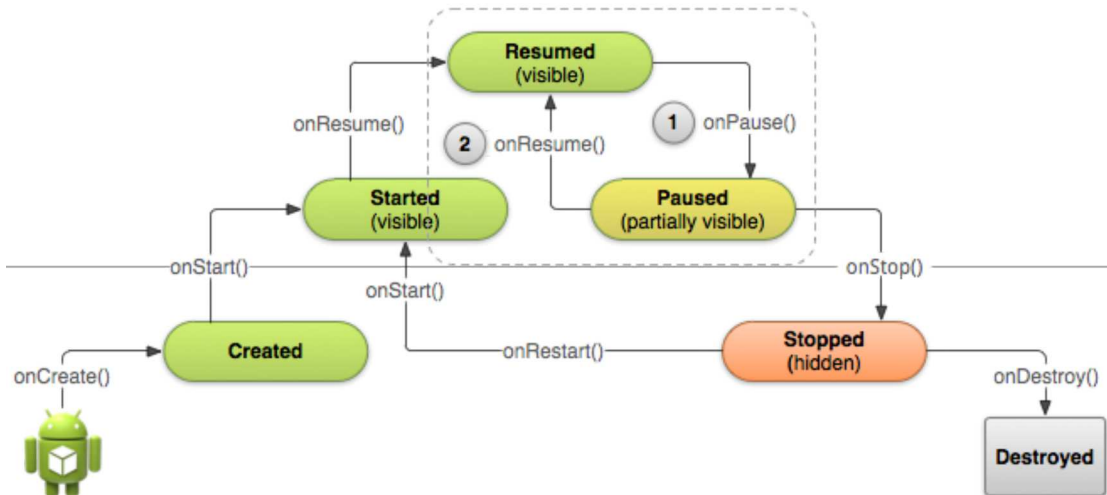 Resumed
(visible)
1
onPause()
onResume()
2
onResume()
Started
(visible)
Paused
(partially visible)
onStart()
onStop()
onStart()
Created
onRestart()
Stopped
(hidden)
onCreate()
onDestroy()
Destroyed